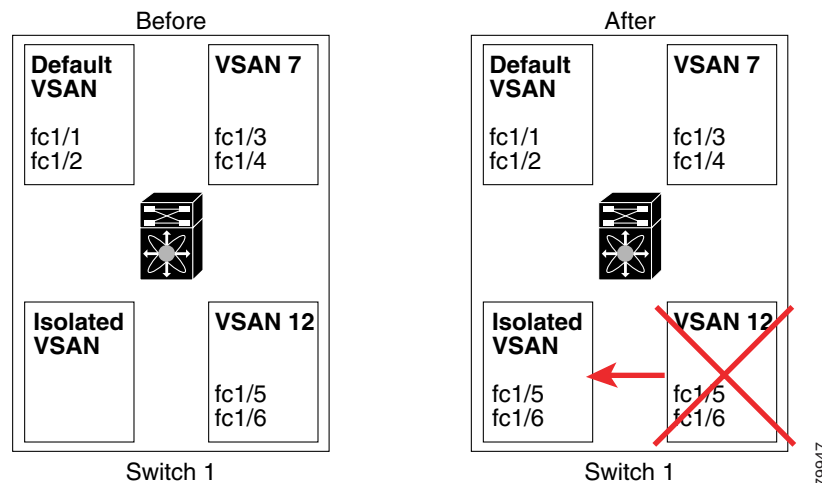 Before
Default
VSAN
fc1/1
fc1/2
VSAN 7
fc1/3
fc1/4
Isolated
VSAN
VSAN 12
fc1/5
fc1/6
Switch 1
After
Default
VSAN
fc1/1
fc1/2
VSAN 7
fc1/3
fc1/4
Isolated
VSAN
fc1/5
fc1/6
VSAN 12
fc1/5
fc1/6
Switch 1
79947